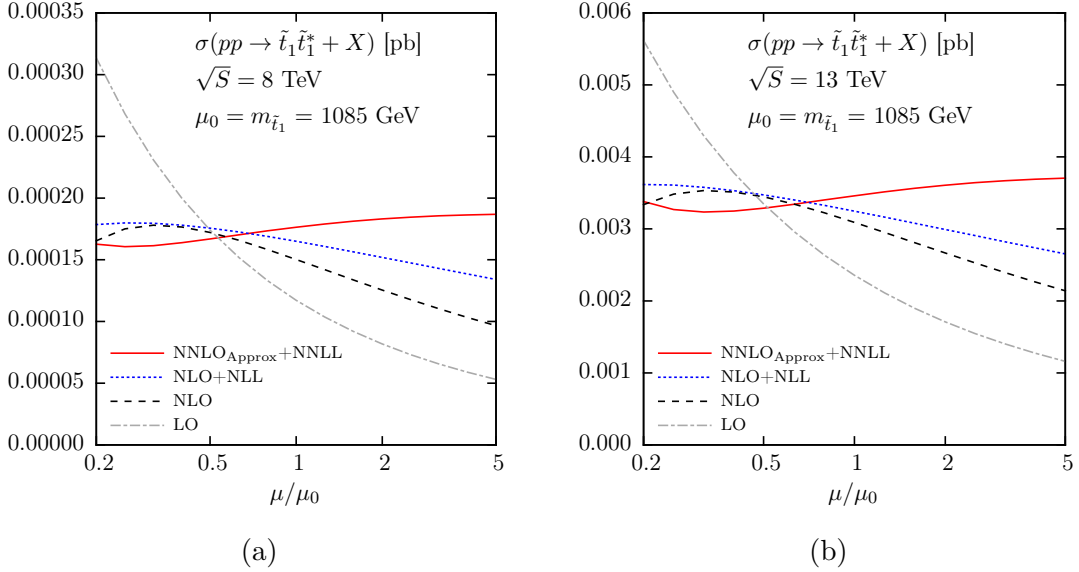 0.00035
0.00030
0.00025
0.00020
0.00015
0.00010
0.00005
0.00000
σ(pp → t̃₁t̃₁* + X) [pb]
√S = 8 TeV
μ₀ = m_t̃₁ = 1085 GeV
NNLO_Approx+NNLL
NLO+NLL
NLO
LO
0.2 0.5 1 2 5
μ/μ₀
(a)
0.006
0.005
0.004
0.003
0.002
0.001
0.000
σ(pp → t̃₁t̃₁* + X) [pb]
√S = 13 TeV
μ₀ = m_t̃₁ = 1085 GeV
NNLO_Approx+NNLL
NLO+NLL
NLO
LO
0.2 0.5 1 2 5
μ/μ₀
(b)